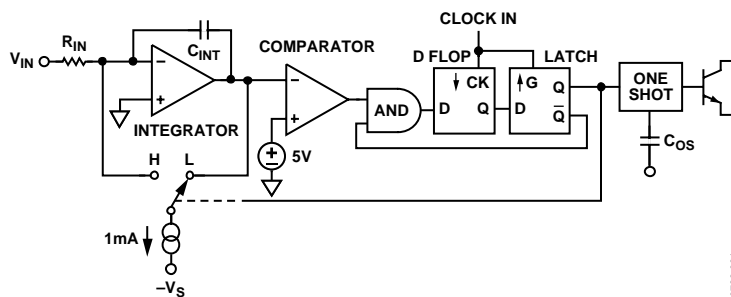 CLOCK IN
V_IN
R_IN
C_INT
COMPARATOR
D FLOP
LATCH
INTEGRATOR
AND
↓ CK
D
Q
↑ G
D
Q
Q̅
ONE SHOT
C_OS
5V
H
L
1mA
–V_S